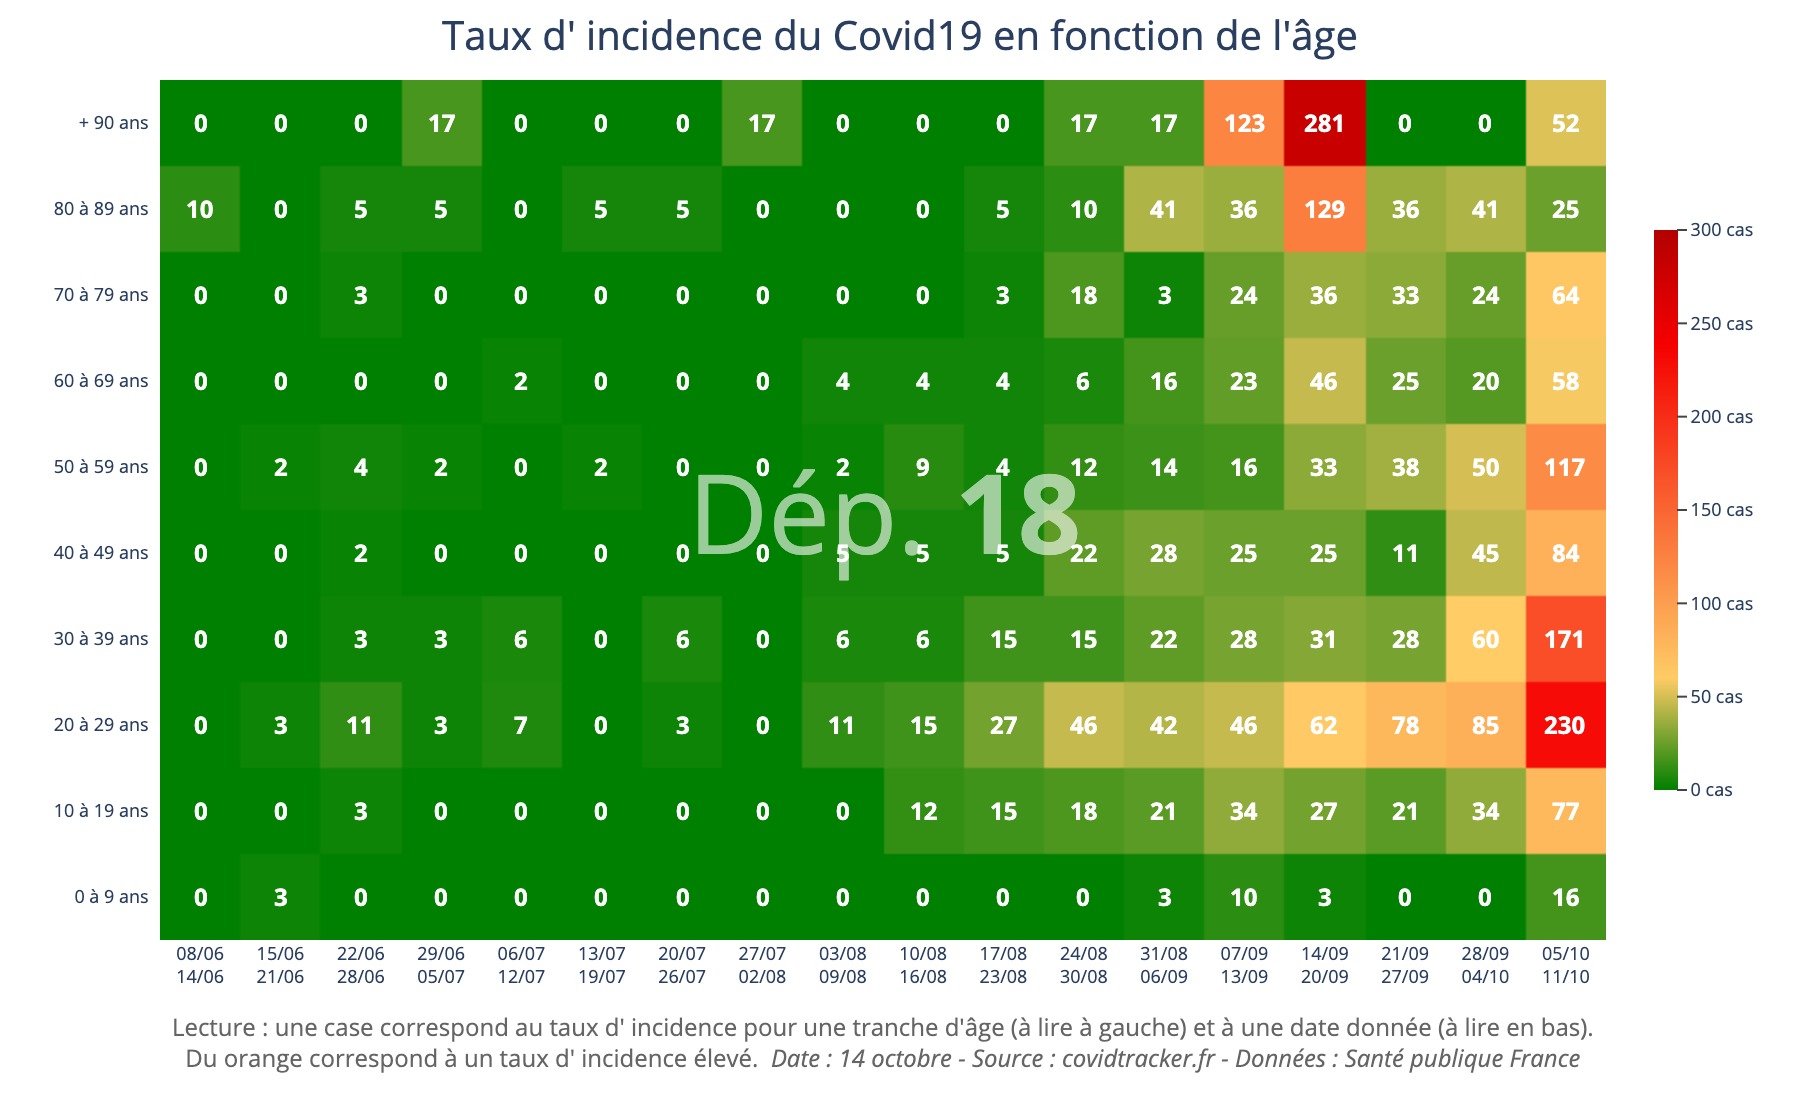 Taux d' incidence du Covid19 en fonction de l'âge
+ 90 ans 0 0 0 17 0 0 0 17 0 0 0 17 17 123 281 0 0 52
80 à 89 ans 10 0 5 5 0 5 5 0 0 0 5 10 41 36 129 36 41 25
300 cas
70 à 79 ans 0 0 3 0 0 0 0 0 0 0 3 18 3 24 36 33 24 64
250 cas
60 à 69 ans 0 0 0 0 2 0 0 0 4 4 4 6 16 23 46 25 20 58
200 cas
50 à 59 ans 0 2 4 2 0 2 0 0 2 9 4 12 14 16 33 38 50 117
Dép. 18
150 cas
40 à 49 ans 0 0 2 0 0 0 0 0 5 5 5 22 28 25 25 11 45 84
100 cas
30 à 39 ans 0 0 3 3 6 0 6 0 6 6 15 15 22 28 31 28 60 171
50 cas
20 à 29 ans 0 3 11 3 7 0 3 0 11 15 27 46 42 46 62 78 85 230
0 cas
10 à 19 ans 0 0 3 0 0 0 0 0 0 12 15 18 21 34 27 21 34 77
0 à 9 ans 0 3 0 0 0 0 0 0 0 0 0 0 3 10 3 0 0 16
08/06 15/06 22/06 29/06 06/07 13/07 20/07 27/07 03/08 10/08 17/08 24/08 31/08 07/09 14/09 21/09 28/09 05/10
14/06 21/06 28/06 05/07 12/07 19/07 26/07 02/08 09/08 16/08 23/08 30/08 06/09 13/09 20/09 27/09 04/10 11/10
Lecture : une case correspond au taux d' incidence pour une tranche d'âge (à lire à gauche) et à une date donnée (à lire en bas).
Du orange correspond à un taux d' incidence élevé. Date : 14 octobre - Source : covidtracker.fr - Données : Santé publique France